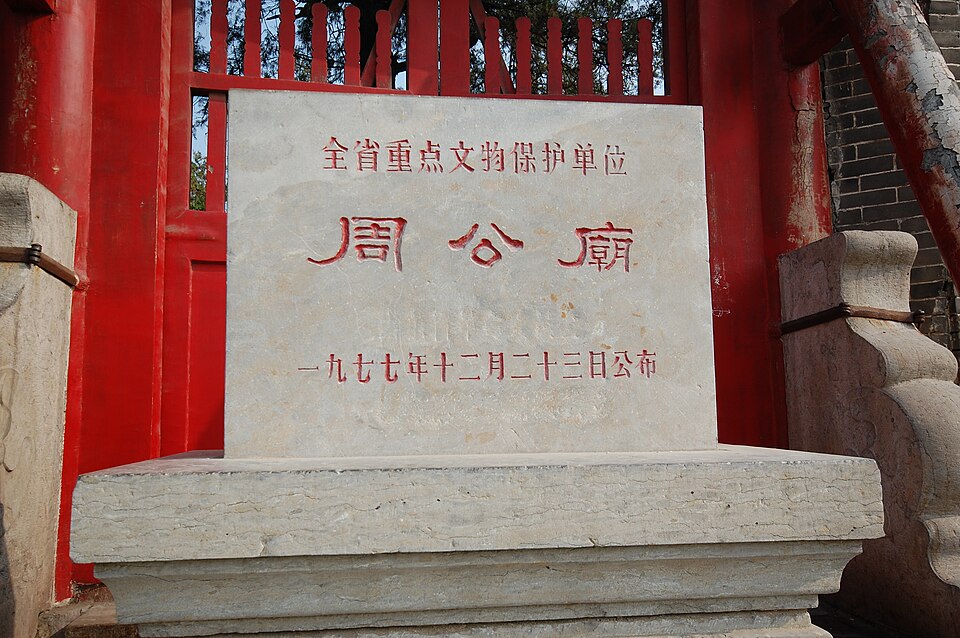 全省重点文物保护单位
周公廟
一九七七年十二月二十三日公布